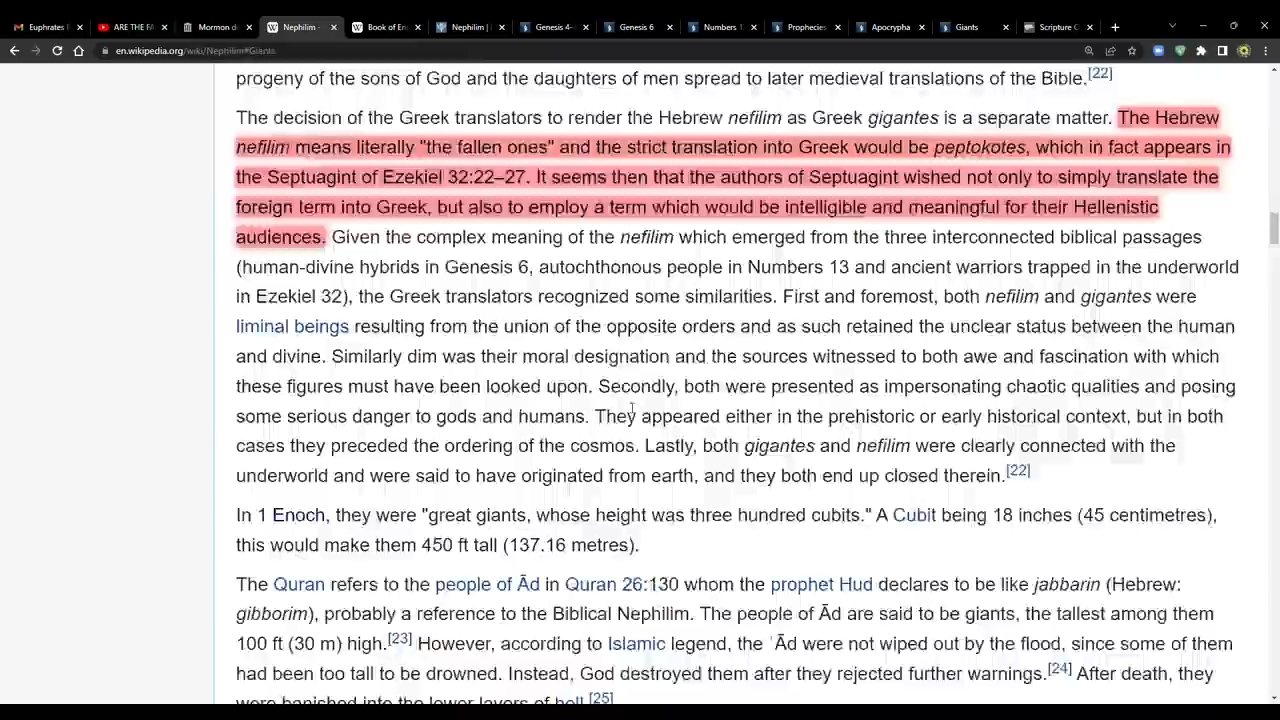 Euphrates
ARE THE FA
Mormon de
Nephilim -
Book of En
Nephilim |
Genesis 4-
Genesis 6
Numbers 1
Prophecies
Apocrypha
Giants
Scripture C
en.wikipedia.org/wiki/Nephilim#Giants
progeny of the sons of God and the daughters of men spread to later medieval translations of the Bible.[22]
The decision of the Greek translators to render the Hebrew nefilim as Greek gigantes is a separate matter. The Hebrew
nefilim means literally "the fallen ones" and the strict translation into Greek would be peptokotes, which in fact appears in
the Septuagint of Ezekiel 32:22–27. It seems then that the authors of Septuagint wished not only to simply translate the
foreign term into Greek, but also to employ a term which would be intelligible and meaningful for their Hellenistic
audiences. Given the complex meaning of the nefilim which emerged from the three interconnected biblical passages
(human-divine hybrids in Genesis 6, autochthonous people in Numbers 13 and ancient warriors trapped in the underworld
in Ezekiel 32), the Greek translators recognized some similarities. First and foremost, both nefilim and gigantes were
liminal beings resulting from the union of the opposite orders and as such retained the unclear status between the human
and divine. Similarly dim was their moral designation and the sources witnessed to both awe and fascination with which
these figures must have been looked upon. Secondly, both were presented as impersonating chaotic qualities and posing
some serious danger to gods and humans. They appeared either in the prehistoric or early historical context, but in both
cases they preceded the ordering of the cosmos. Lastly, both gigantes and nefilim were clearly connected with the
underworld and were said to have originated from earth, and they both end up closed therein.[22]
In 1 Enoch, they were "great giants, whose height was three hundred cubits." A Cubit being 18 inches (45 centimetres),
this would make them 450 ft tall (137.16 metres).
The Quran refers to the people of Ād in Quran 26:130 whom the prophet Hud declares to be like jabbarin (Hebrew:
gibborim), probably a reference to the Biblical Nephilim. The people of Ād are said to be giants, the tallest among them
100 ft (30 m) high.[23] However, according to Islamic legend, the ʿĀd were not wiped out by the flood, since some of them
had been too tall to be drowned. Instead, God destroyed them after they rejected further warnings.[24] After death, they
were banished into the lower layers of hell.[25]